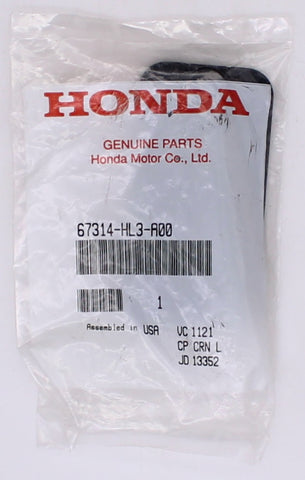 HONDA
GENUINE PARTS
Honda Motor Co., Ltd.
67314-HL3-A00
1
Assembled in USA VC 1121
CP CRN L
JD 13352